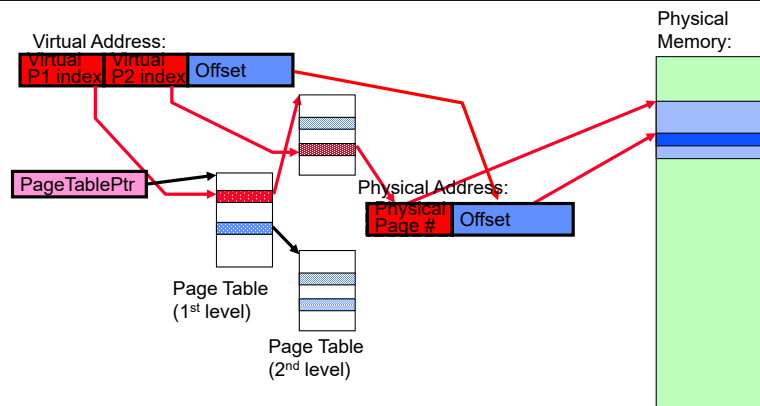 Physical
Memory:
Virtual Address:
Virtual
P1 index
Virtual
P2 index
Offset
PageTablePtr
Physical Address:
Physical
Page #
Offset
Page Table
(1st level)
Page Table
(2nd level)